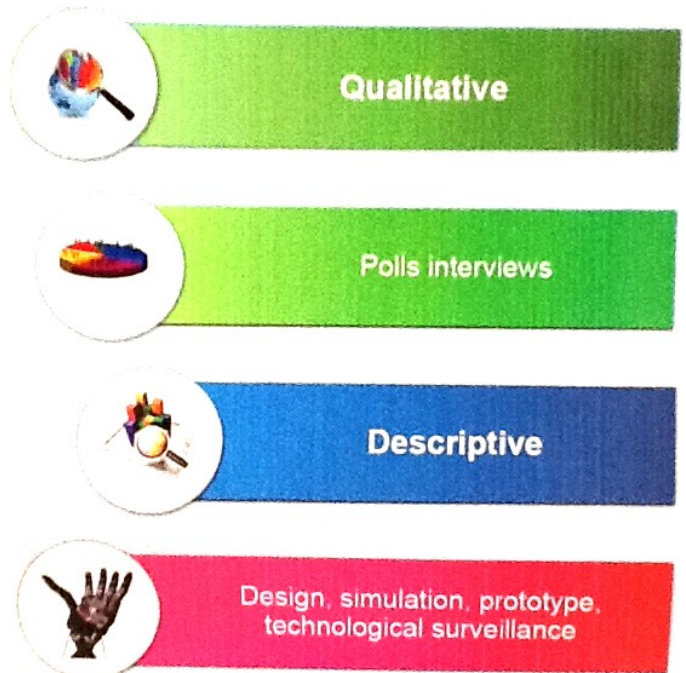 Qualitative
Polls interviews
Descriptive
Design, simulation, prototype,
technological surveillance